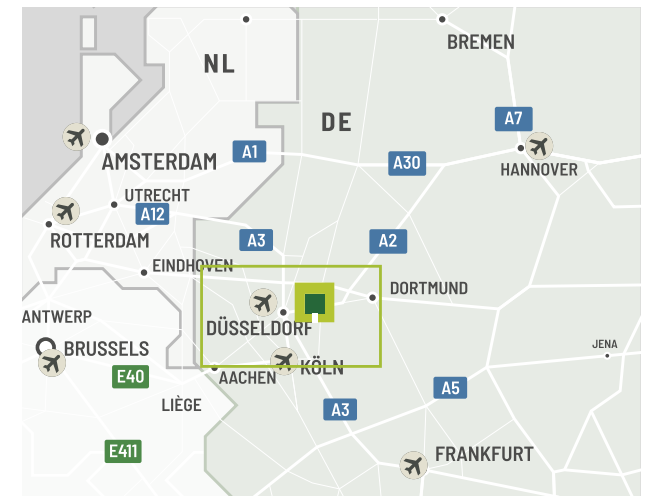 BREMEN
NL
DE
A7
AMSTERDAM
A1
A30
HANNOVER
UTRECHT
A12
ROTTERDAM
A3
A2
EINDHOVEN
DORTMUND
ANTWERP
DÜSSELDORF
BRUSSELS
JENA
KÖLN
E40
AACHEN
A5
LIÈGE
A3
E411
FRANKFURT